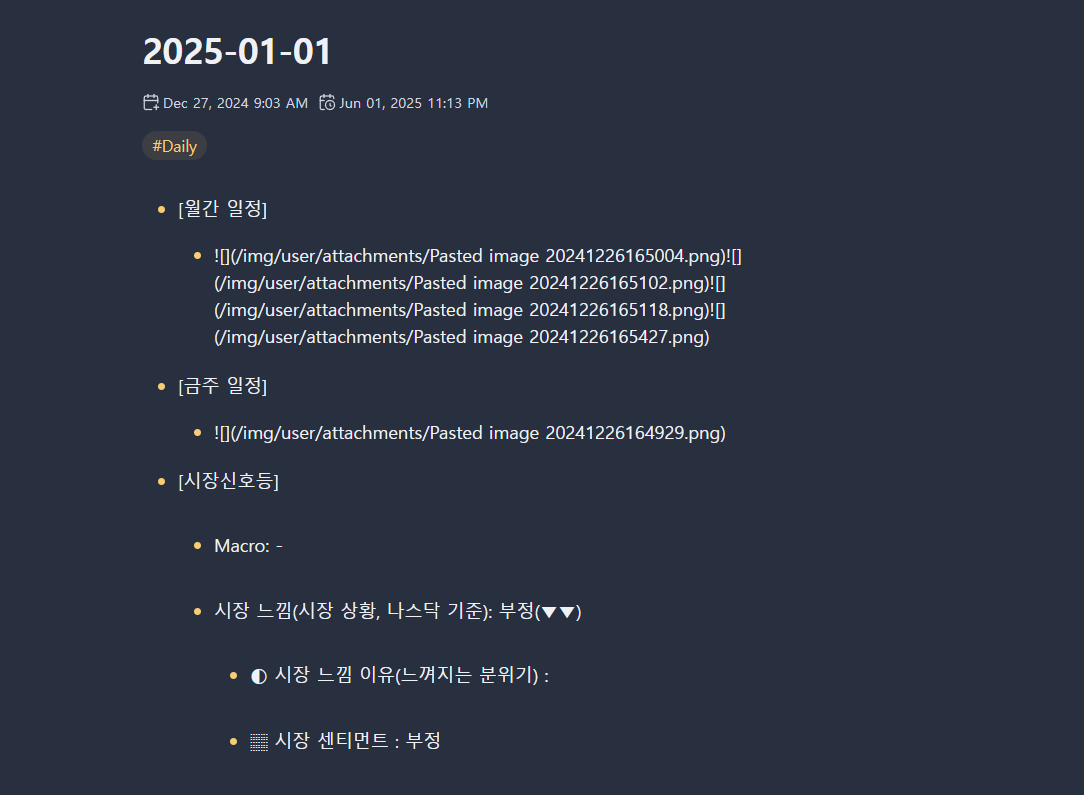 2025-01-01
Dec 27, 2024 9:03 AM Jun 01, 2025 11:13 PM
#Daily
[월간 일정]
![](/img/user/attachments/Pasted image 20241226165004.png)![]
(/img/user/attachments/Pasted image 20241226165102.png)![]
(/img/user/attachments/Pasted image 20241226165118.png)![]
(/img/user/attachments/Pasted image 20241226165427.png)
[금주 일정]
![](/img/user/attachments/Pasted image 20241226164929.png)
[시장신호등]
Macro: -
시장 느낌(시장 상황, 나스닥 기준): 부정(▼▼)
◐ 시장 느낌 이유(느껴지는 분위기) :
▤ 시장 센티먼트 : 부정